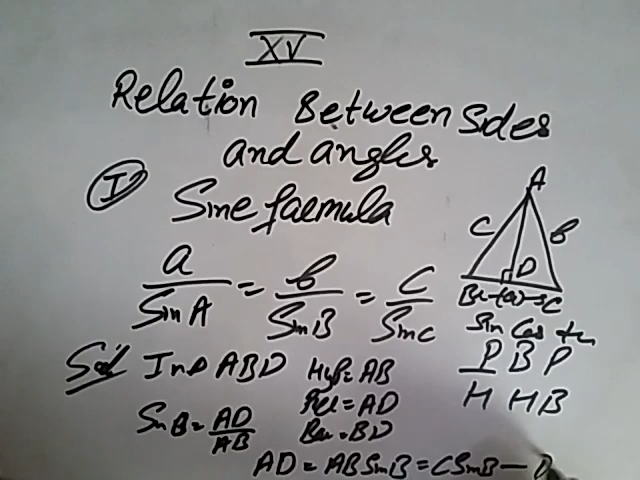 XV
Relation Between Sides
and angles
I Sine formula
a/SinA = b/SinB = c/SinC
A
c b
D
B (a) C
Sin Cos tan
P B P
H H B
Sol In Δ ABD Hyp = AB
SinB = AD/AB Per = AD
Base = BD
AD = AB SinB = c SinB —